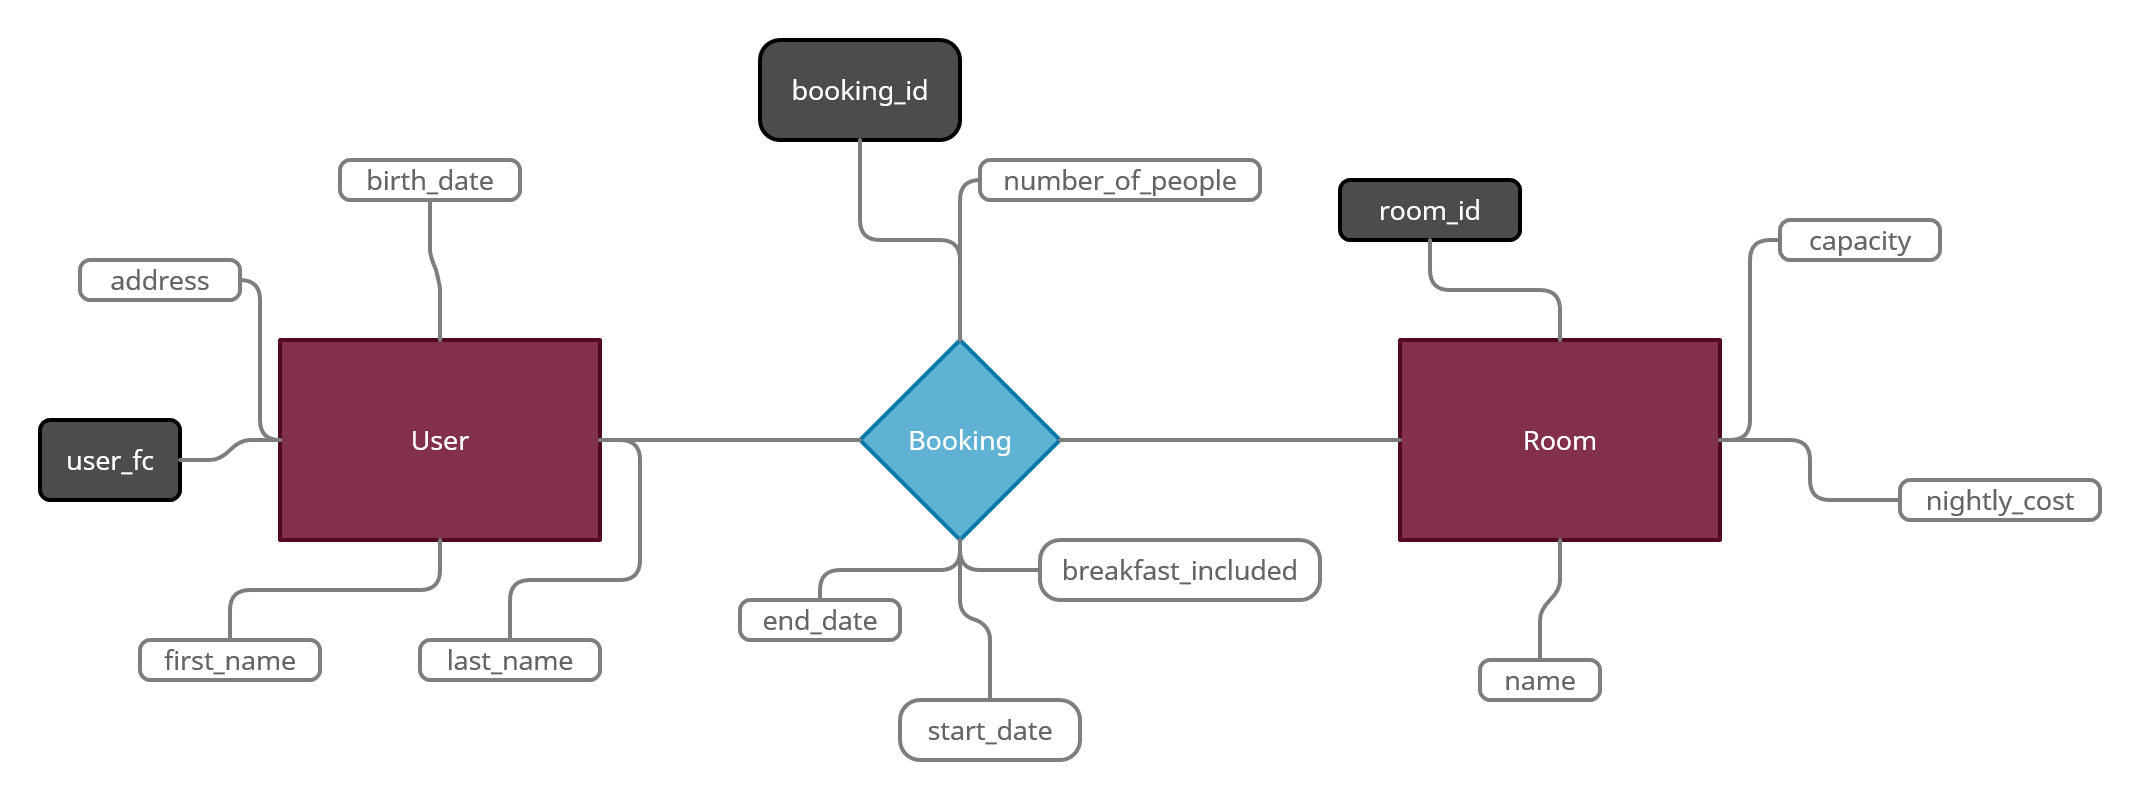 booking_id
birth_date
number_of_people
room_id
capacity
address
User
Booking
Room
user_fc
nightly_cost
breakfast_included
end_date
first_name
last_name
name
start_date